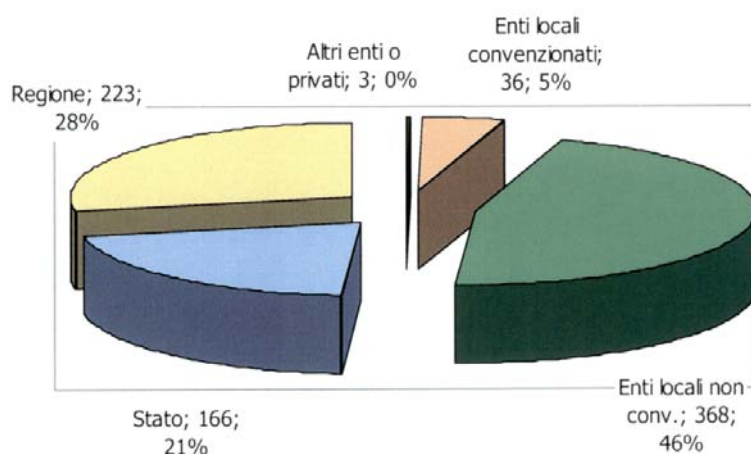 Altri enti o
privati; 3; 0%
Enti locali
convenzionati;
36; 5%
Regione; 223;
28%
Stato; 166;
21%
Enti locali non
conv.; 368;
46%